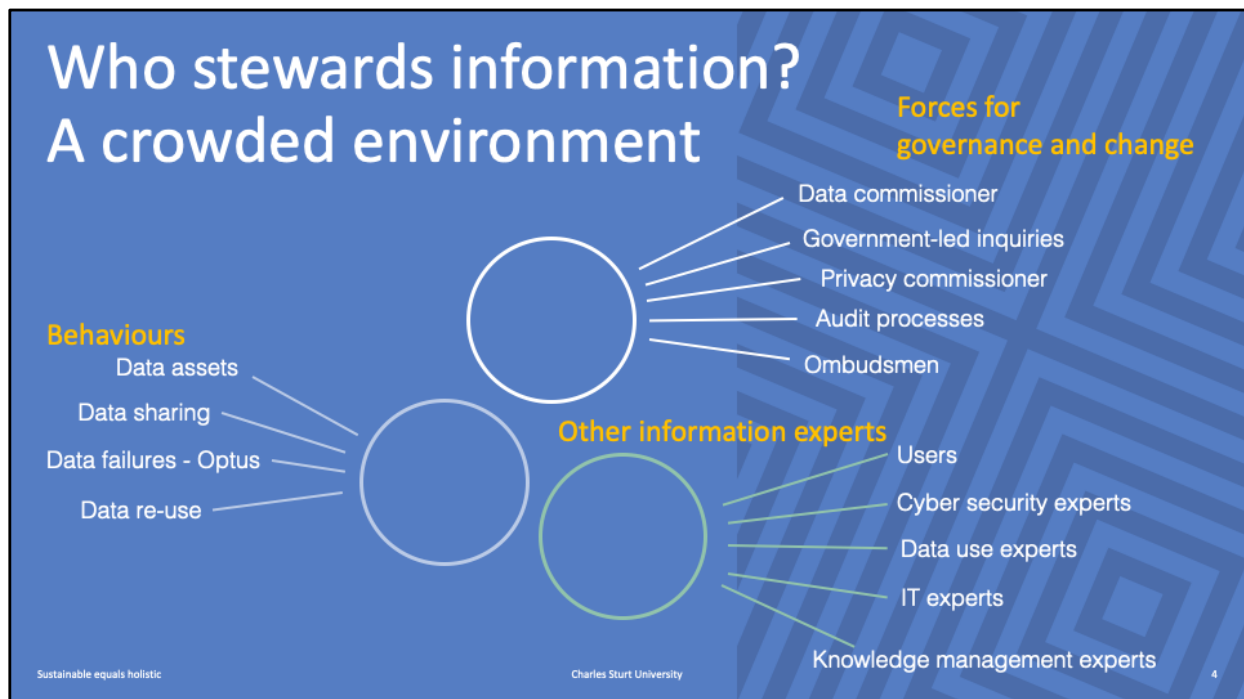 Who stewards information?
A crowded environment
Forces for
governance and change
Data commissioner
Government-led inquiries
Privacy commissioner
Audit processes
Ombudsmen
Behaviours
Data assets
Data sharing
Data failures - Optus
Data re-use
Other information experts
Users
Cyber security experts
Data use experts
IT experts
Knowledge management experts
Sustainable equals holistic
Charles Sturt University
4